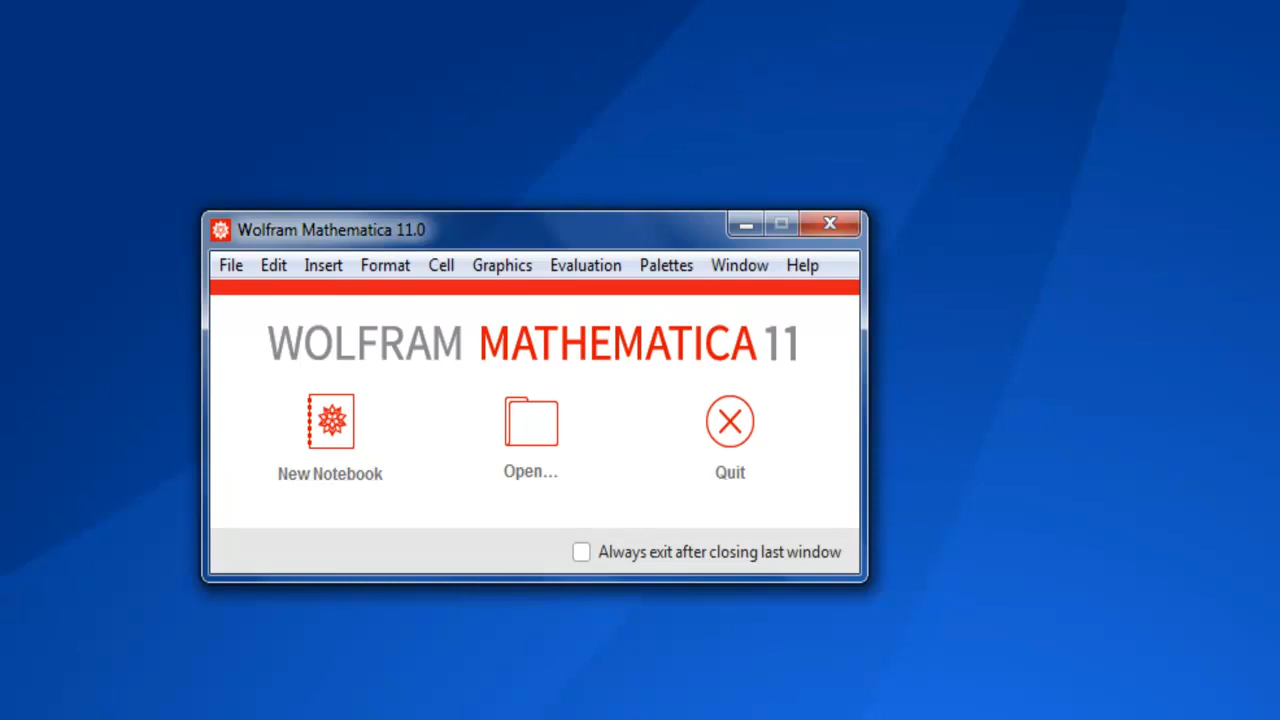 Wolfram Mathematica 11.0
File Edit Insert Format Cell Graphics Evaluation Palettes Window Help
WOLFRAM MATHEMATICA 11
New Notebook Open... Quit
Always exit after closing last window